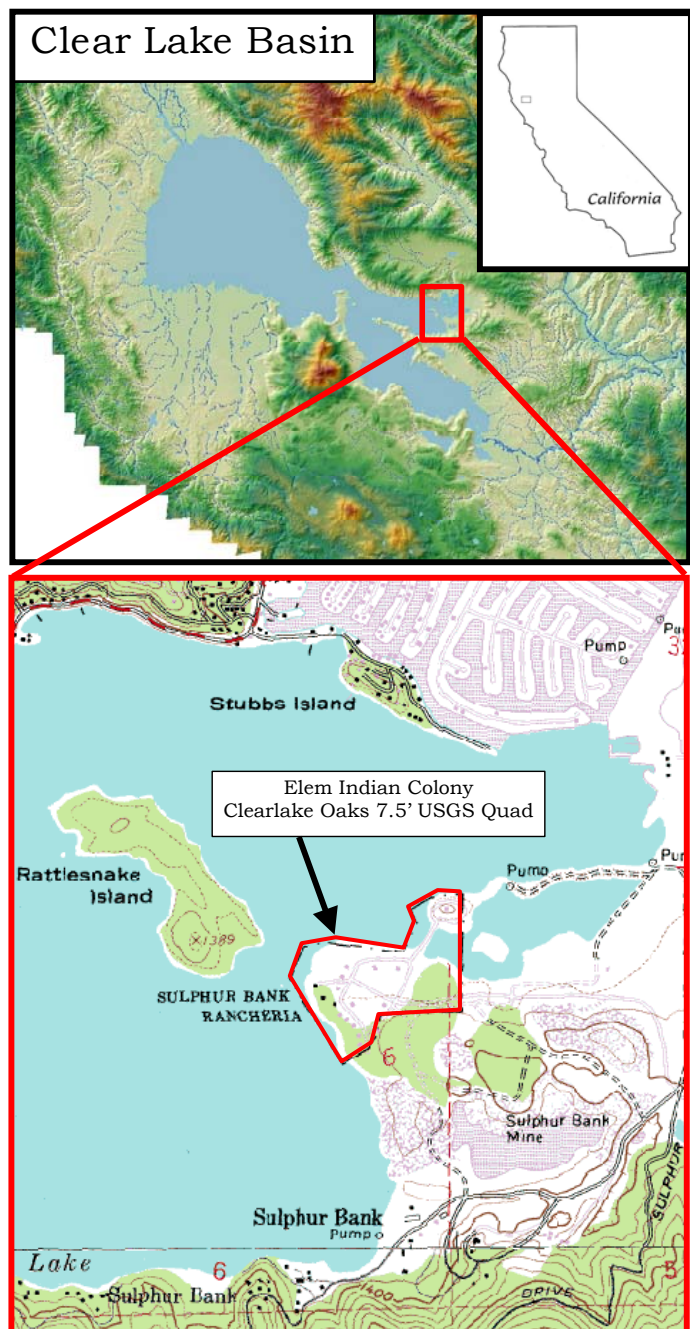 Clear Lake Basin
California
Pump
Stubbs Island
Elem Indian Colony
Clearlake Oaks 7.5’ USGS Quad
Rattlesnake
Island
Pump
X1389
SULPHUR BANK
RANCHERIA
6
Sulphur Bank
Mine
SULPHUR
Sulphur Bank
Pump
Lake
6
5
Sulphur Bank
1400
DRIVE